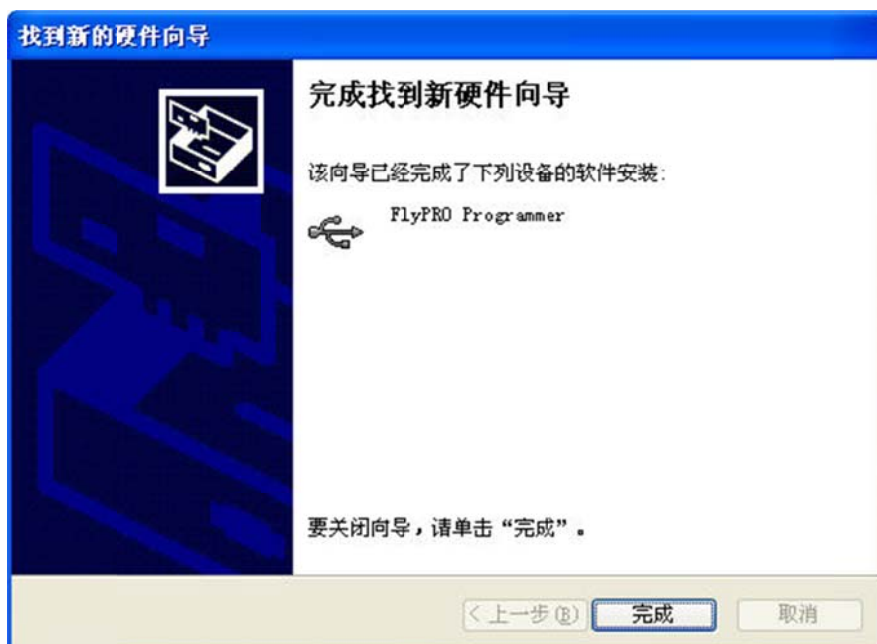 找到新的硬件向导
完成找到新硬件向导
该向导已经完成了下列设备的软件安装:
FlyPRO Programmer
要关闭向导，请单击“完成”。
< 上一步(B)
完成
取消